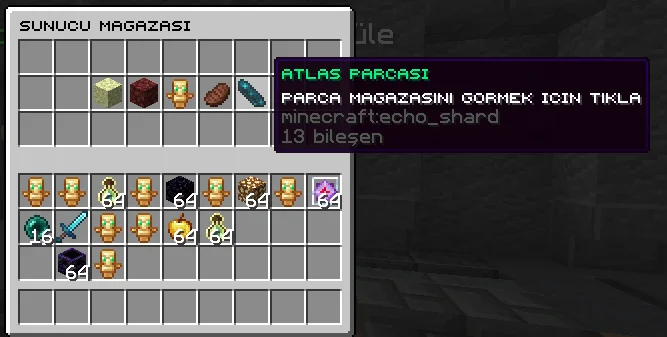 SUNUCU MAGAZASI
üle
ATLAS PARCASI
PARCA MAGAZASINI GORMEK ICIN TIKLA
minecraft:echo_shard
13 bileşen
64 64 64 64
16 64 64
64